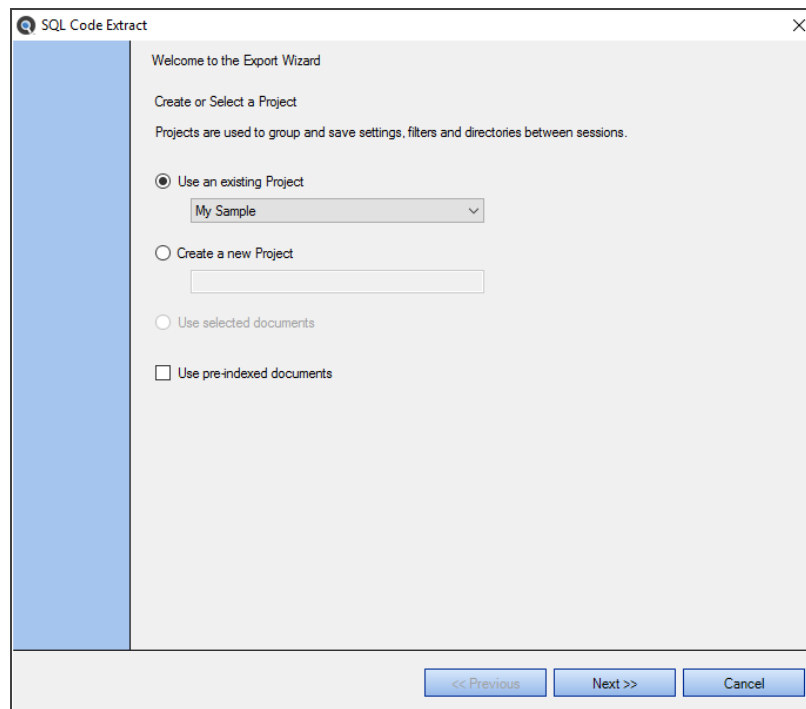 SQL Code Extract
Welcome to the Export Wizard
Create or Select a Project
Projects are used to group and save settings, filters and directories between sessions.
Use an existing Project
My Sample
Create a new Project
Use selected documents
Use pre-indexed documents
<< Previous
Next >>
Cancel